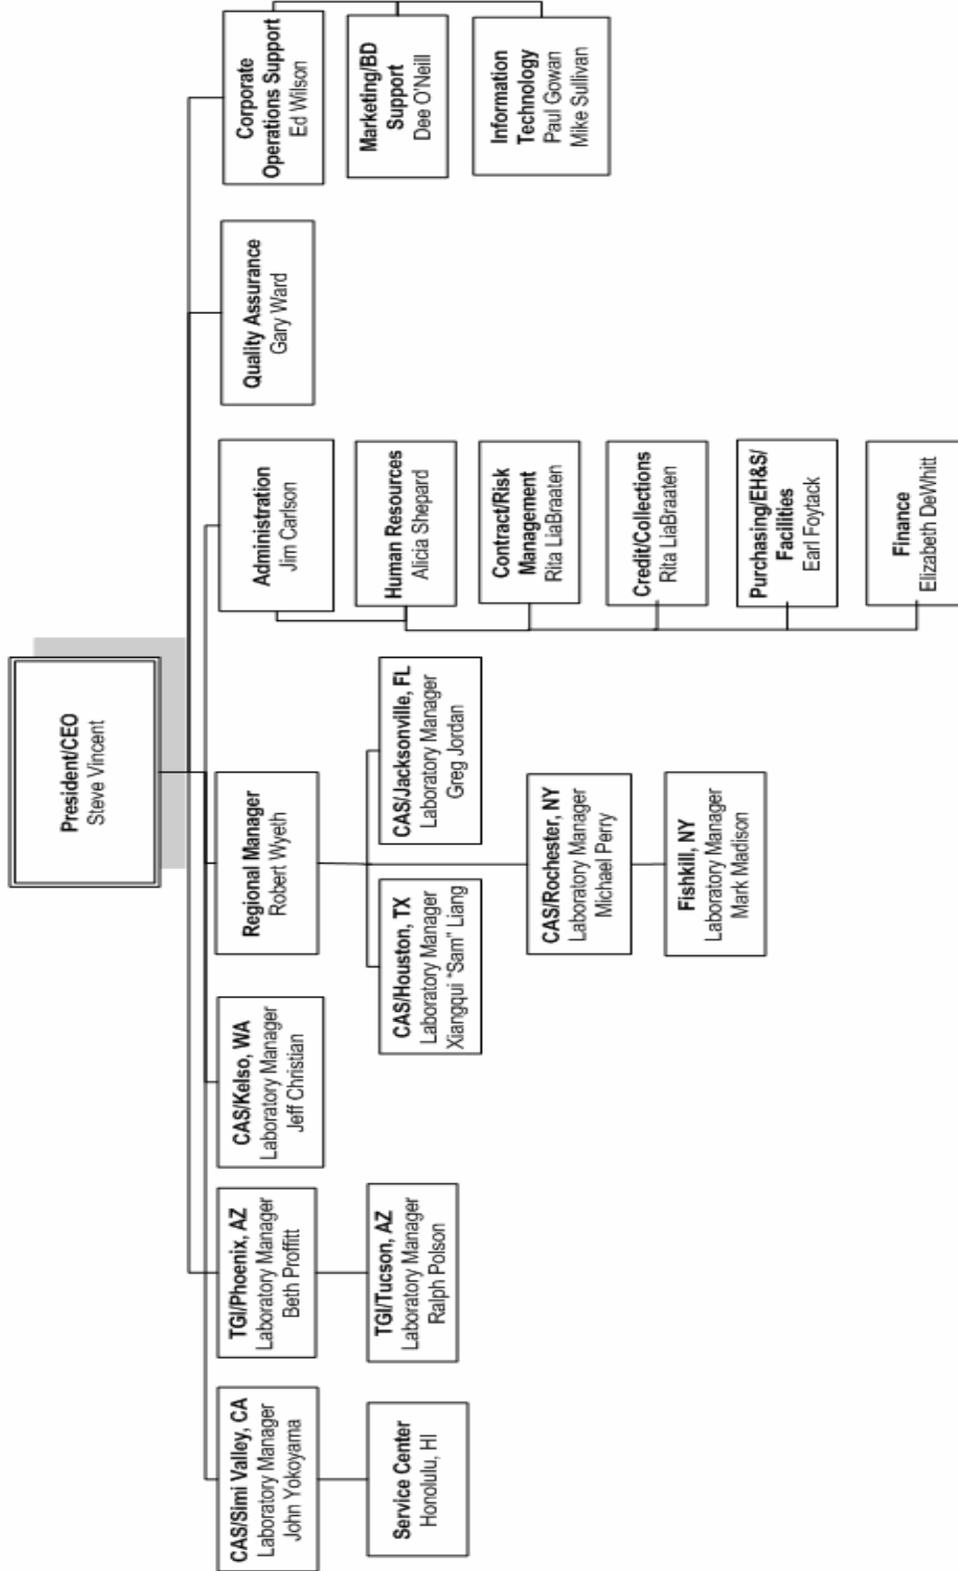 President/CEO
Steve Vincent
CAS/Simi Valley, CA
Laboratory Manager
John Yokoyama
Service Center
Honolulu, HI
TGI/Phoenix, AZ
Laboratory Manager
Beth Proffitt
TGI/Tucson, AZ
Laboratory Manager
Ralph Polson
CAS/Kelso, WA
Laboratory Manager
Jeff Christian
Regional Manager
Robert Wyeth
CAS/Houston, TX
Laboratory Manager
Xiangqui "Sam" Liang
CAS/Jacksonville, FL
Laboratory Manager
Greg Jordan
CAS/Rochester, NY
Laboratory Manager
Michael Perry
Fishkill, NY
Laboratory Manager
Mark Madison
Administration
Jim Carlson
Human Resources
Alicia Shepard
Contract/Risk
Management
Rita LiaBraaten
Credit/Collections
Rita LiaBraaten
Purchasing/EH&S/
Facilities
Earl Foytack
Finance
Elizabeth DeWhitt
Quality Assurance
Gary Ward
Corporate
Operations Support
Ed Wilson
Marketing/BD
Support
Dee O'Neill
Information
Technology
Paul Gowan
Mike Sullivan